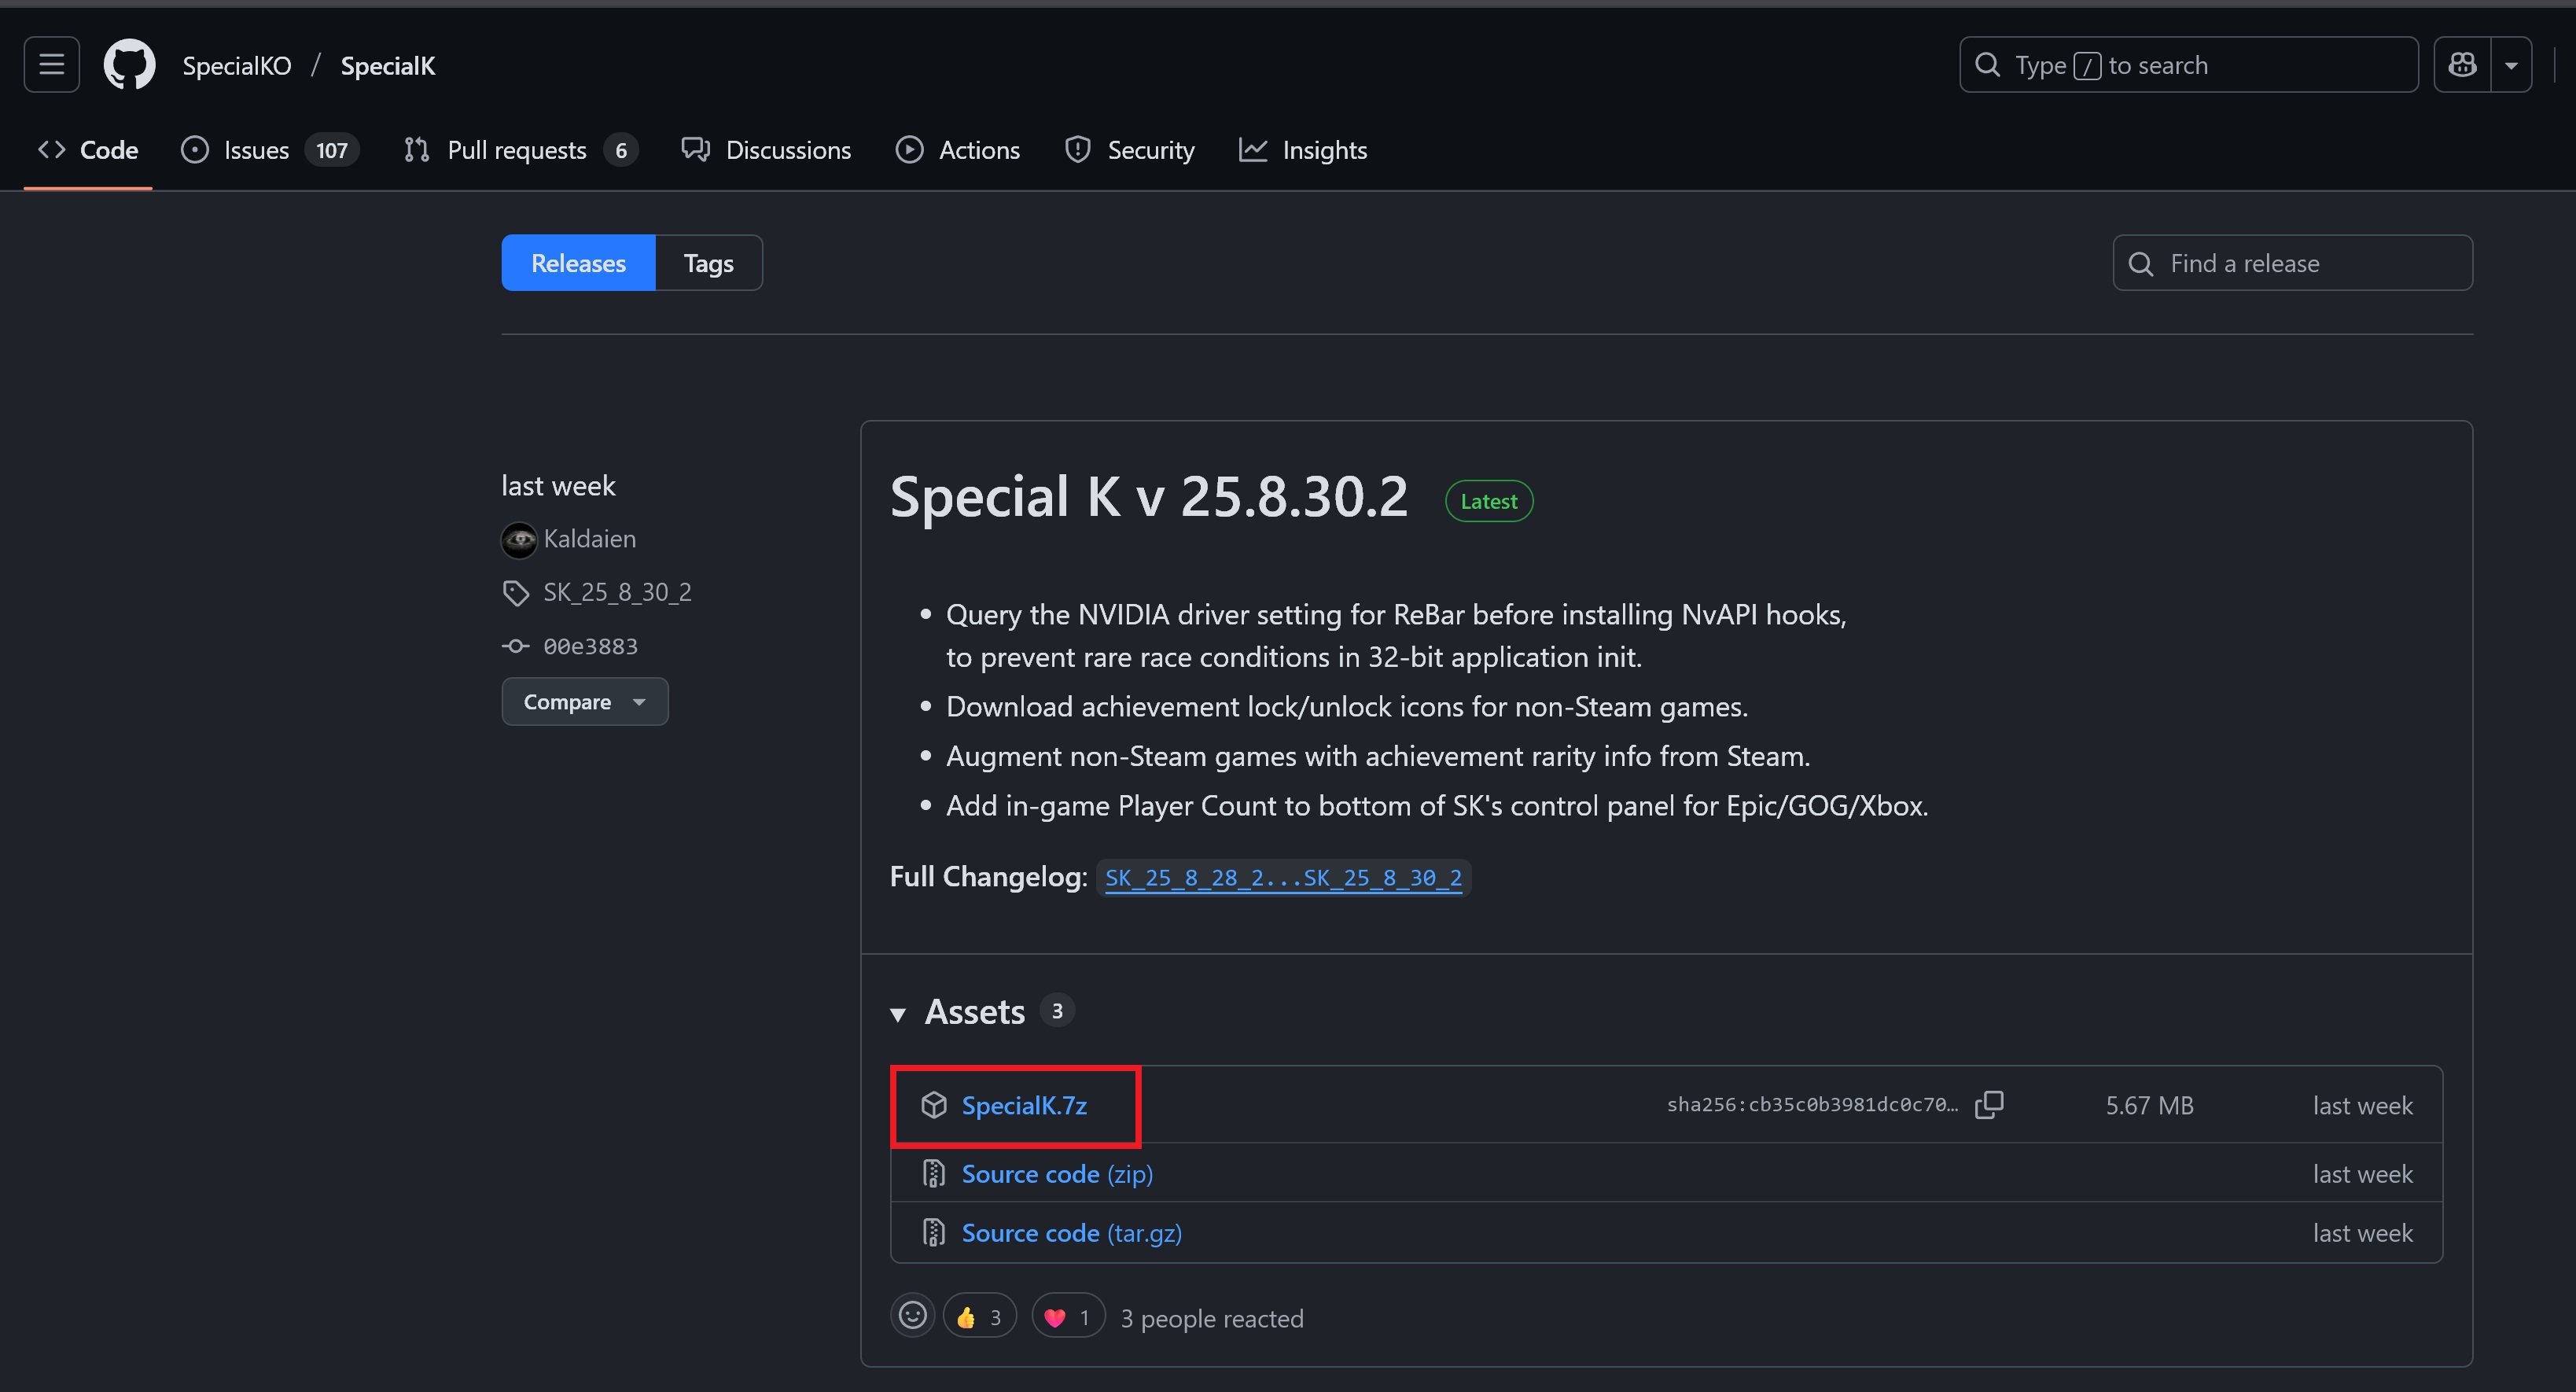 SpecialKO / SpecialK
Type / to search
Code
Issues 107
Pull requests 6
Discussions
Actions
Security
Insights
Releases
Tags
Find a release
last week
Kaldaien
SK_25_8_30_2
00e3883
Compare
Special K v 25.8.30.2 Latest
Query the NVIDIA driver setting for ReBar before installing NvAPI hooks,
to prevent rare race conditions in 32-bit application init.
Download achievement lock/unlock icons for non-Steam games.
Augment non-Steam games with achievement rarity info from Steam.
Add in-game Player Count to bottom of SK's control panel for Epic/GOG/Xbox.
Full Changelog: SK_25_8_28_2...SK_25_8_30_2
Assets 3
SpecialK.7z sha256:cb35c0b3981dc0c70… 5.67 MB last week
Source code (zip) last week
Source code (tar.gz) last week
👍 3 ❤️ 1 3 people reacted